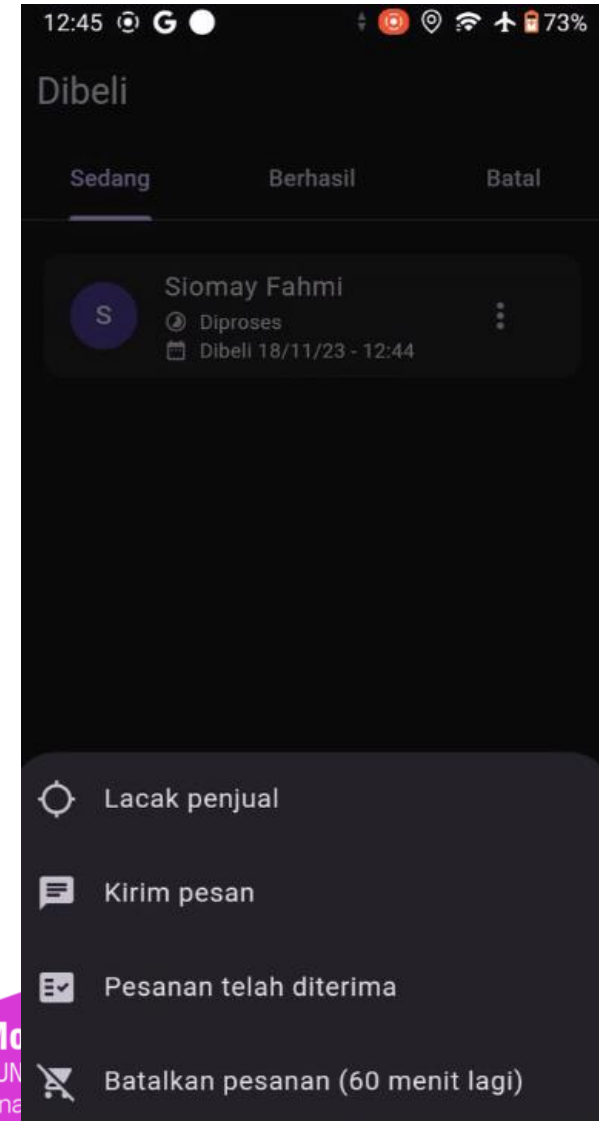 12:45 G 73%
Dibeli
Sedang Berhasil Batal
Siomay Fahmi
S
Diproses
Dibeli 18/11/23 - 12:44
Lacak penjual
Kirim pesan
Pesanan telah diterima
Batalkan pesanan (60 menit lagi)